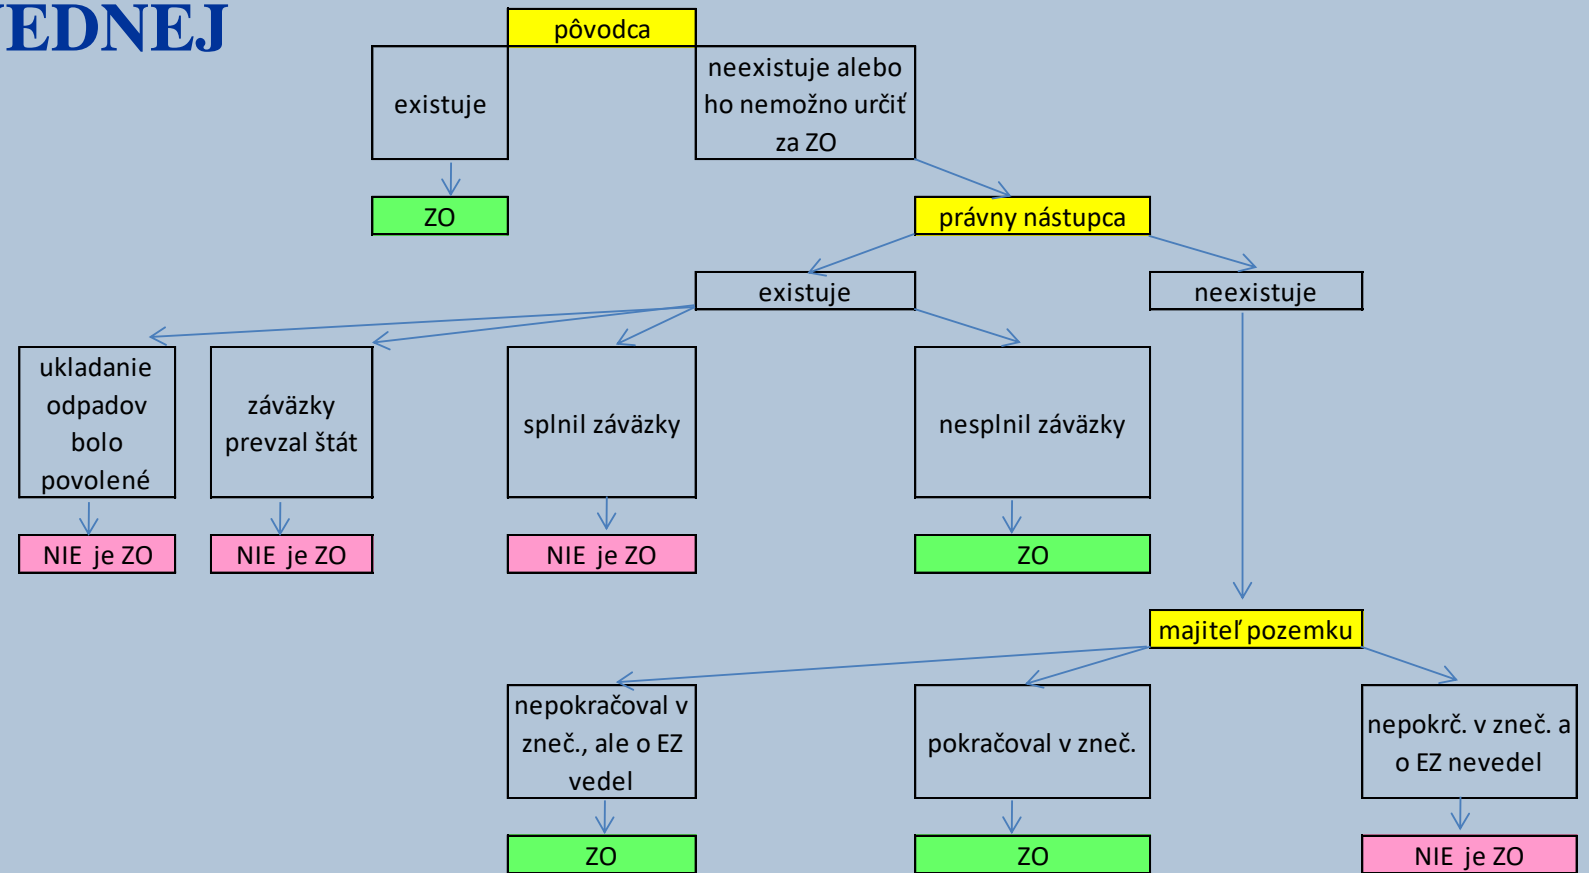 VEDNEJ
pôvodca
existuje
neexistuje alebo
ho nemožno určiť
za ZO
ZO
právny nástupca
existuje
neexistuje
ukladanie
odpadov
bolo
povolené
záväzky
prevzal štát
splnil záväzky
nesplnil záväzky
NIE je ZO
NIE je ZO
NIE je ZO
ZO
majiteľ pozemku
nepokračoval v
zneč., ale o EZ
vedel
pokračoval v zneč.
nepokrč. v zneč. a
o EZ nevedel
ZO
ZO
NIE je ZO